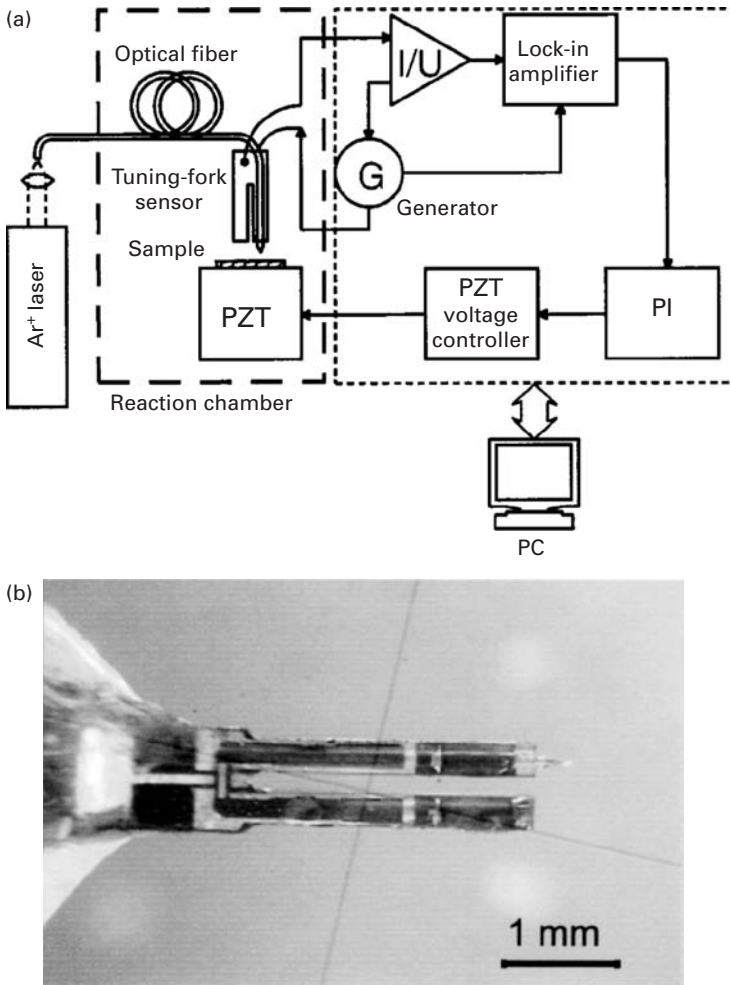 (a)
Optical fiber
I/U
Lock-in
amplifier
Tuning-fork
sensor
G
Generator
Sample
Ar⁺ laser
PZT
PZT
voltage
controller
PI
Reaction chamber
PC
(b)
1 mm